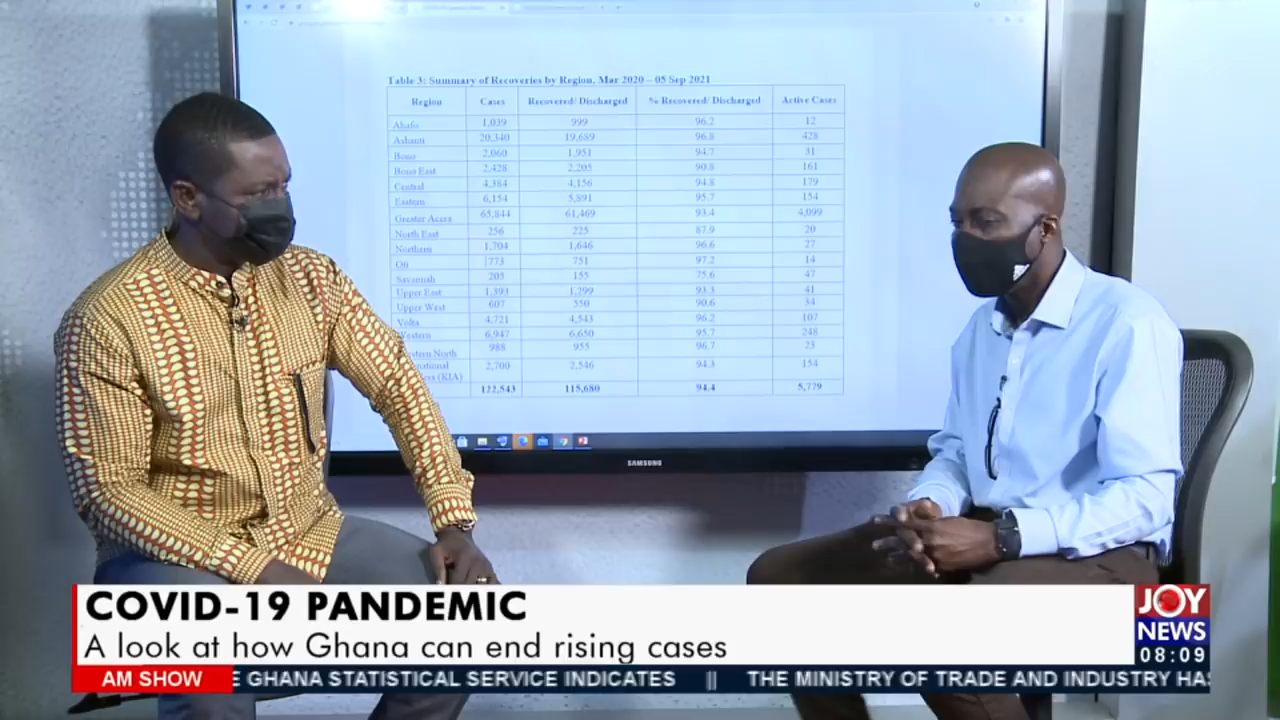 Table 3: Summary of Recoveries by Region, Mar 2020 – 05 Sep 2021
Region Cases Recovered/ Discharged % Recovered/ Discharged Active Cases
Ahafo 1,039 999 96.2 12
Ashanti 20,340 19,689 96.8 428
Bono 2,060 1,951 94.7 31
Bono East 2,428 2,205 90.8 161
Central 4,384 4,156 94.8 179
Eastern 6,154 5,891 95.7 154
Greater Accra 65,844 61,469 93.4 4,099
North East 256 225 87.9 20
Northern 1,704 1,646 96.6 27
Oti 773 751 97.2 14
Savannah 205 155 75.6 47
Upper East 1,393 1,299 93.3 41
Upper West 607 550 90.6 34
Volta 4,721 4,543 96.2 107
Western 6,947 6,650 95.7 248
North 988 955 96.7 23
2,700 2,546 94.3 154
(KIA)
122,543 115,680 94.4 5,779
SAMSUNG
COVID-19 PANDEMIC
A look at how Ghana can end rising cases
JOY
NEWS
08:09
AM SHOW
GHANA STATISTICAL SERVICE INDICATES || THE MINISTRY OF TRADE AND INDUSTRY HAS